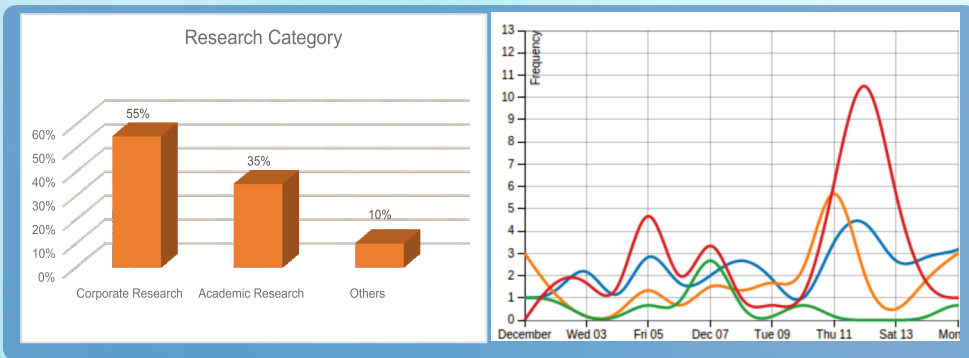 Research Category
55%
35%
10%
60%
50%
40%
30%
20%
10%
0%
Corporate Research
Academic Research
Others
Frequency
13
12
11
10
9
8
7
6
5
4
3
2
1
0
December
Wed 03
Fri 05
Dec 07
Tue 09
Thu 11
Sat 13
Mon